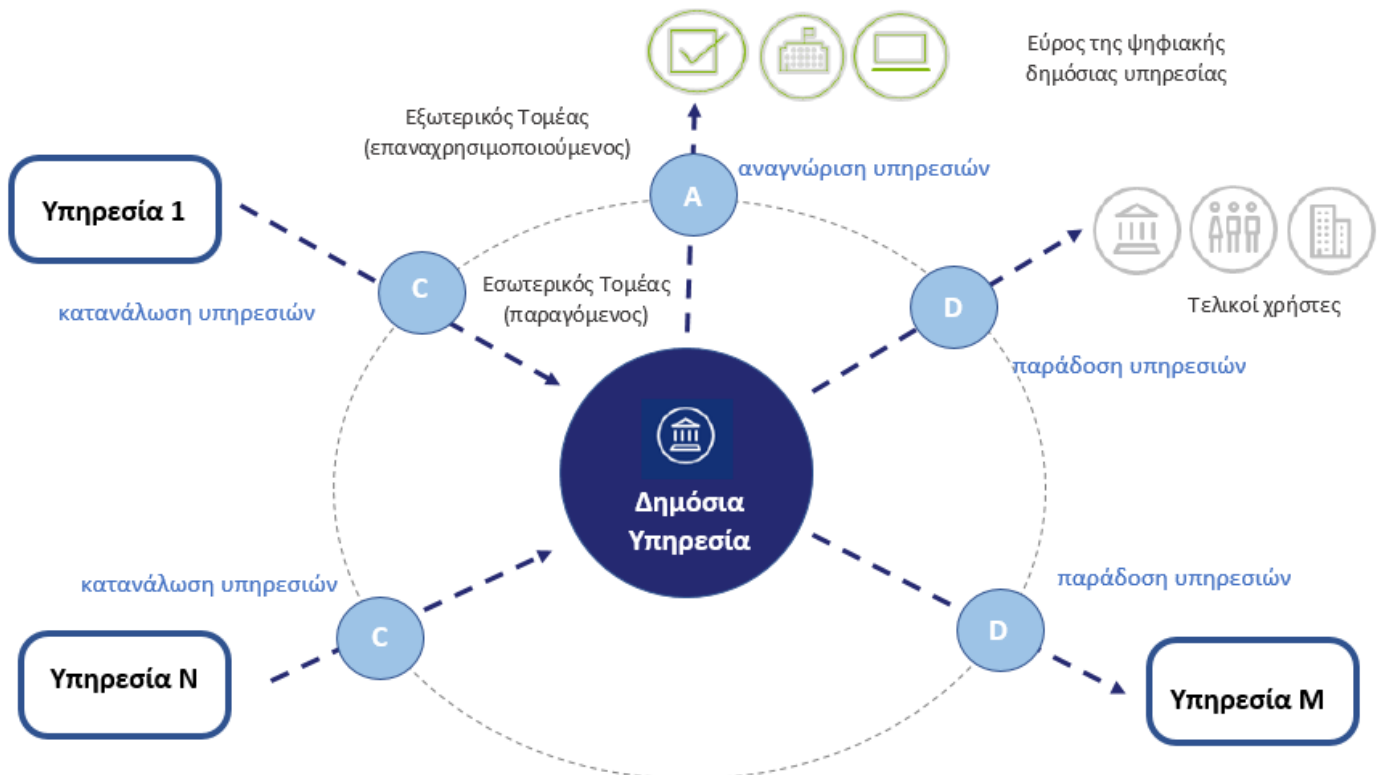 Εύρος της ψηφιακής
δημόσιας υπηρεσίας
Εξωτερικός Τομέας
(επαναχρησιμοποιούμενος)
αναγνώριση υπηρεσιών
A
Υπηρεσία 1
C
Εσωτερικός Τομέας
(παραγόμενος)
D
Τελικοί χρήστες
κατανάλωση υπηρεσιών
παράδοση υπηρεσιών
Δημόσια
Υπηρεσία
κατανάλωση υπηρεσιών
παράδοση υπηρεσιών
C
D
Υπηρεσία N
Υπηρεσία M